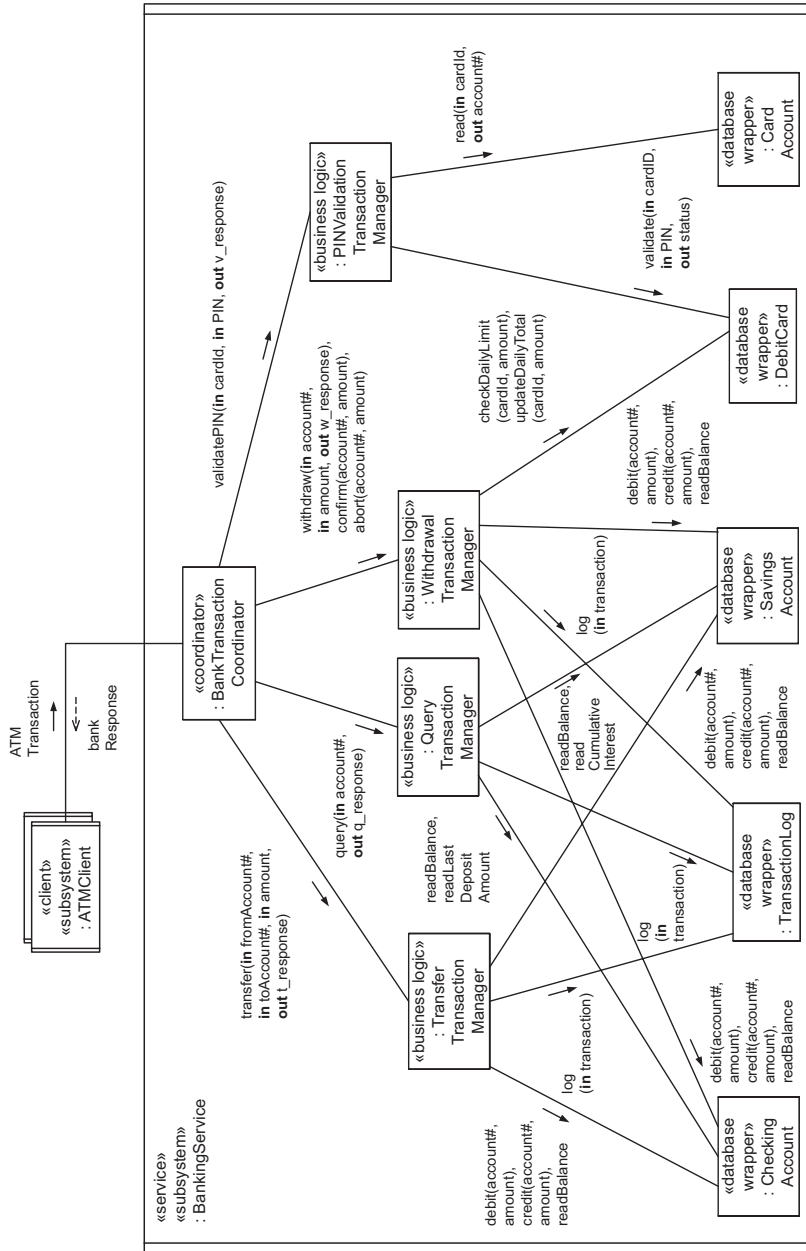 «client»
«subsystem»
: ATMClient
ATM
Transaction
bank
Response
«service»
«subsystem»
: BankingService
«coordinator»
: BankTransaction
Coordinator
transfer(in fromAccount#,
in toAccount#, in amount,
out t_response)
query(in account#,
out q_response)
withdraw(in account#,
in amount, out w_response),
confirm(account#, amount),
abort(account#, amount)
validatePIN(in cardId, in PIN, out v_response)
«business logic»
: Transfer
Transaction
Manager
«business logic»
: Query
Transaction
Manager
«business logic»
: Withdrawal
Transaction
Manager
«business logic»
: PINValidation
Transaction
Manager
debit(account#,
amount),
credit(account#,
amount),
readBalance
log
(in transaction)
readBalance,
readLast
Deposit
Amount
log
(in
transaction)
readBalance,
read
Cumulative
Interest
log
(in transaction)
debit(account#,
amount),
credit(account#,
amount),
readBalance
checkDailyLimit
(cardId, amount),
updateDailyTotal
(cardId, amount)
validate(in cardID,
in PIN,
out status)
read(in cardId,
out account#)
debit(account#,
amount),
credit(account#,
amount),
readBalance
debit(account#,
amount),
credit(account#,
amount),
readBalance
«database
wrapper»
: Checking
Account
«database
wrapper»
: TransactionLog
«database
wrapper»
: Savings
Account
«database
wrapper»
: DebitCard
«database
wrapper»
: Card
Account